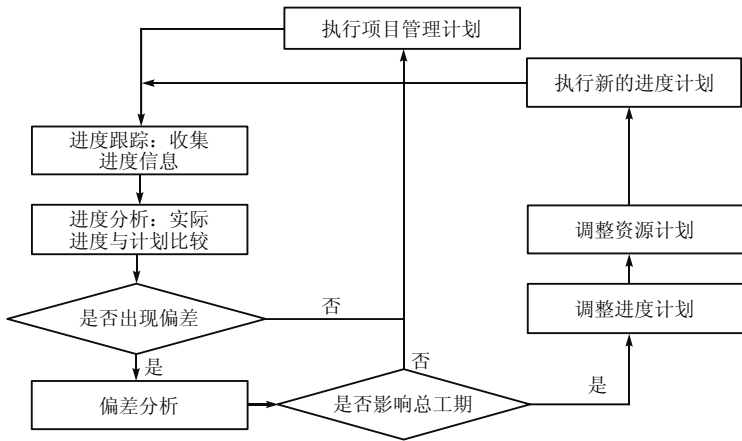 执行项目管理计划
执行新的进度计划
进度跟踪：收集
进度信息
进度分析：实际
进度与计划比较
调整资源计划
调整进度计划
是否出现偏差
否
是
否
偏差分析
是否影响总工期
是